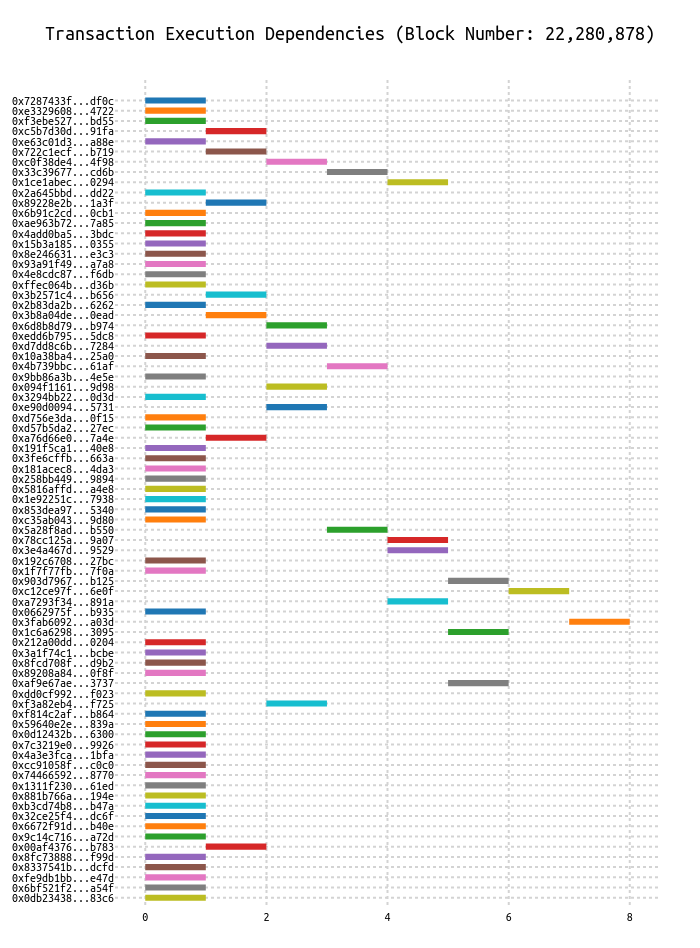 Transaction Execution Dependencies (Block Number: 22,280,878)
0x7287433f...df0c
0xe3329608...4722
0xf3ebe527...bd55
0xc5b7d30d...91fa
0xe63c01d3...a88e
0x722c1ecf...b719
0xc0f38de4...4f98
0x33c39677...cd6b
0x1ce1abec...0294
0x2a645bbd...dd22
0x89228e2b...1a3f
0x6b91c2cd...0cb1
0xae963b72...7a85
0x4add0ba5...3bdc
0x15b3a185...0355
0x8e246631...e3c3
0x93a91f49...a7a8
0x4e8cdc87...f6db
0xffec064b...d36b
0x3b2571c4...b656
0x2b83da2b...6262
0x3b8a04de...0ead
0x6d8b8d79...b974
0xedd6b795...5dc8
0xd7dd8c6b...7284
0x10a38ba4...25a0
0x4b739bbc...61af
0x9bb86a3b...4e5e
0x094f1161...9d98
0x3294bb22...0d3d
0xe90d0094...5731
0xd756e3da...0f15
0xd57b5da2...27ec
0xa76d66e0...7a4e
0x191f5ca1...40e8
0x3fe6cffb...663a
0x181acec8...4da3
0x258bb449...9894
0x5816affd...a4e8
0x1e92251c...7938
0x853dea97...5340
0xc35ab043...9d80
0x5a28f8ad...b550
0x78cc125a...9a07
0x3e4a467d...9529
0x192c6708...27bc
0x1f7f77fb...7f0a
0x903d7967...b125
0xc12ce97f...6e0f
0xa7293f34...891a
0x0662975f...b935
0x3fab6092...a03d
0x1c6a6298...3095
0x212a00dd...0204
0x3a1f74c1...bcbe
0x8fcd708f...d9b2
0x89208a84...0f8f
0xaf9e67ae...3737
0xdd0cf992...f023
0xf3a82eb4...f725
0xf814c2af...b864
0x59640e2e...839a
0x0d12432b...6300
0x7c3219e0...9926
0x4a3e3fca...1bfa
0xcc91058f...c0c0
0x74466592...8770
0x1311f230...61ed
0x881b766a...194e
0xb3cd74b8...b47a
0x32ce25f4...dc6f
0x6672f91d...b40e
0x9c14c716...a72d
0x00af4376...b783
0x8fc73888...f99d
0x8337541b...dcfd
0xfe9db1bb...e47d
0x6bf521f2...a54f
0x0db23438...83c6
0 2 4 6 8